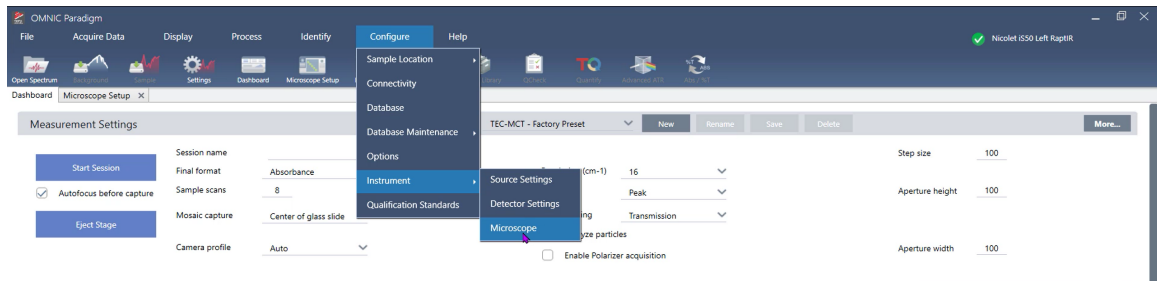 OMNIC Paradigm
File Acquire Data Display Process Identify Configure Help
Nicolet iS50 Left RaptIR
Open Spectrum Background Sample Settings Dashboard Microscope Setup Library QCheck Quantify Advanced ATR Abs / %T
Dashboard Microscope Setup
Sample Location
Connectivity
Database
Database Maintenance
Options
Instrument
Qualification Standards
Source Settings
Detector Settings
Microscope
Measurement Settings TEC-MCT - Factory Preset New Rename Save Delete More...
Start Session
Autofocus before capture
Eject Stage
Session name
Final format Absorbance
Sample scans 8
Mosaic capture Center of glass slide
Camera profile Auto
(cm-1) 16
Peak
Transmission
Enable Polarizer acquisition
Step size 100
Aperture height 100
Aperture width 100